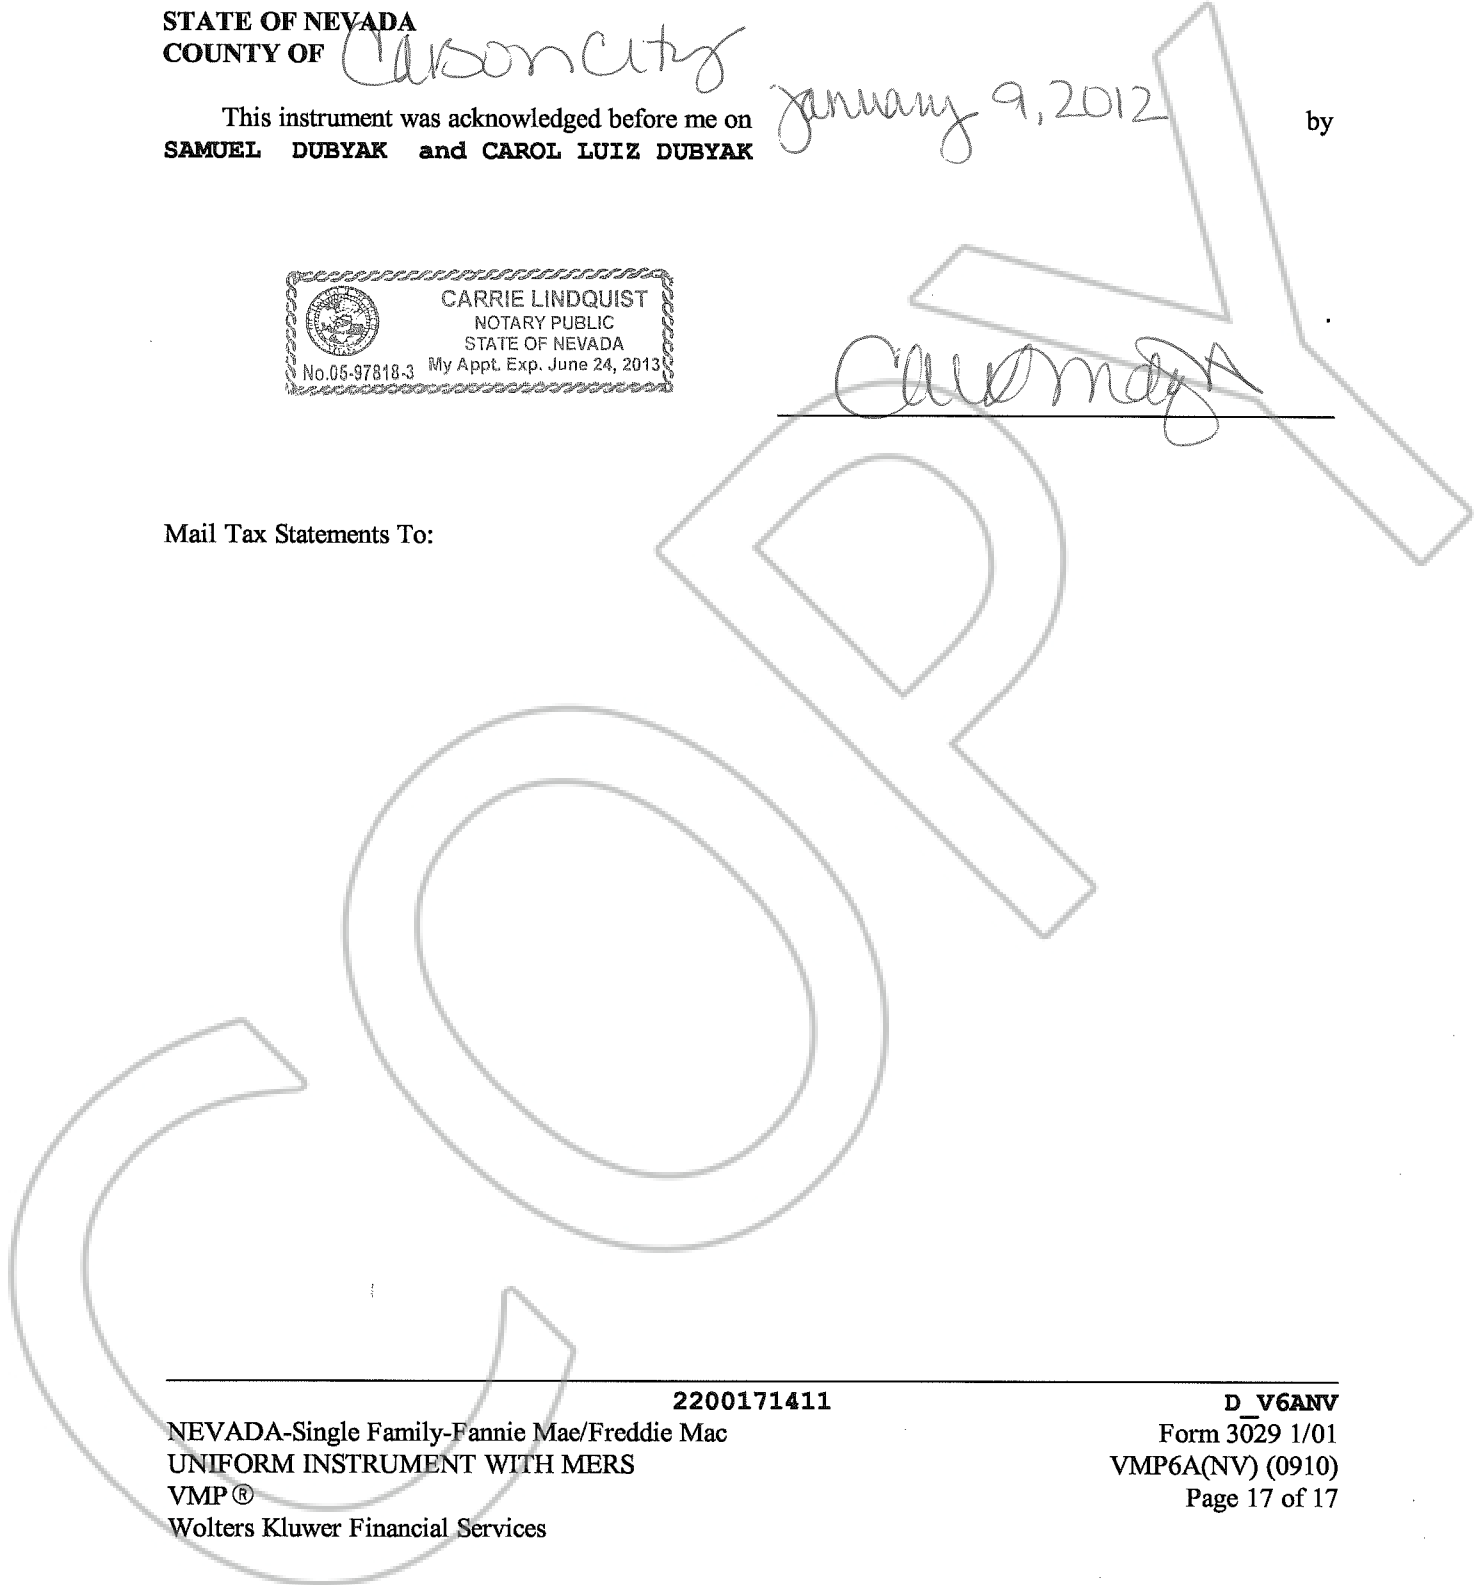 STATE OF NEVADA
COUNTY OF Carson City
This instrument was acknowledged before me on January 9, 2012 by
SAMUEL DUBYAK and CAROL LUIZ DUBYAK
CARRIE LINDQUIST
NOTARY PUBLIC
STATE OF NEVADA
No.05-97818-3 My Appt. Exp. June 24, 2013
Mail Tax Statements To:
COPY
2200171411 D_V6ANV
NEVADA-Single Family-Fannie Mae/Freddie Mac Form 3029 1/01
UNIFORM INSTRUMENT WITH MERS VMP6A(NV) (0910)
VMP ® Page 17 of 17
Wolters Kluwer Financial Services